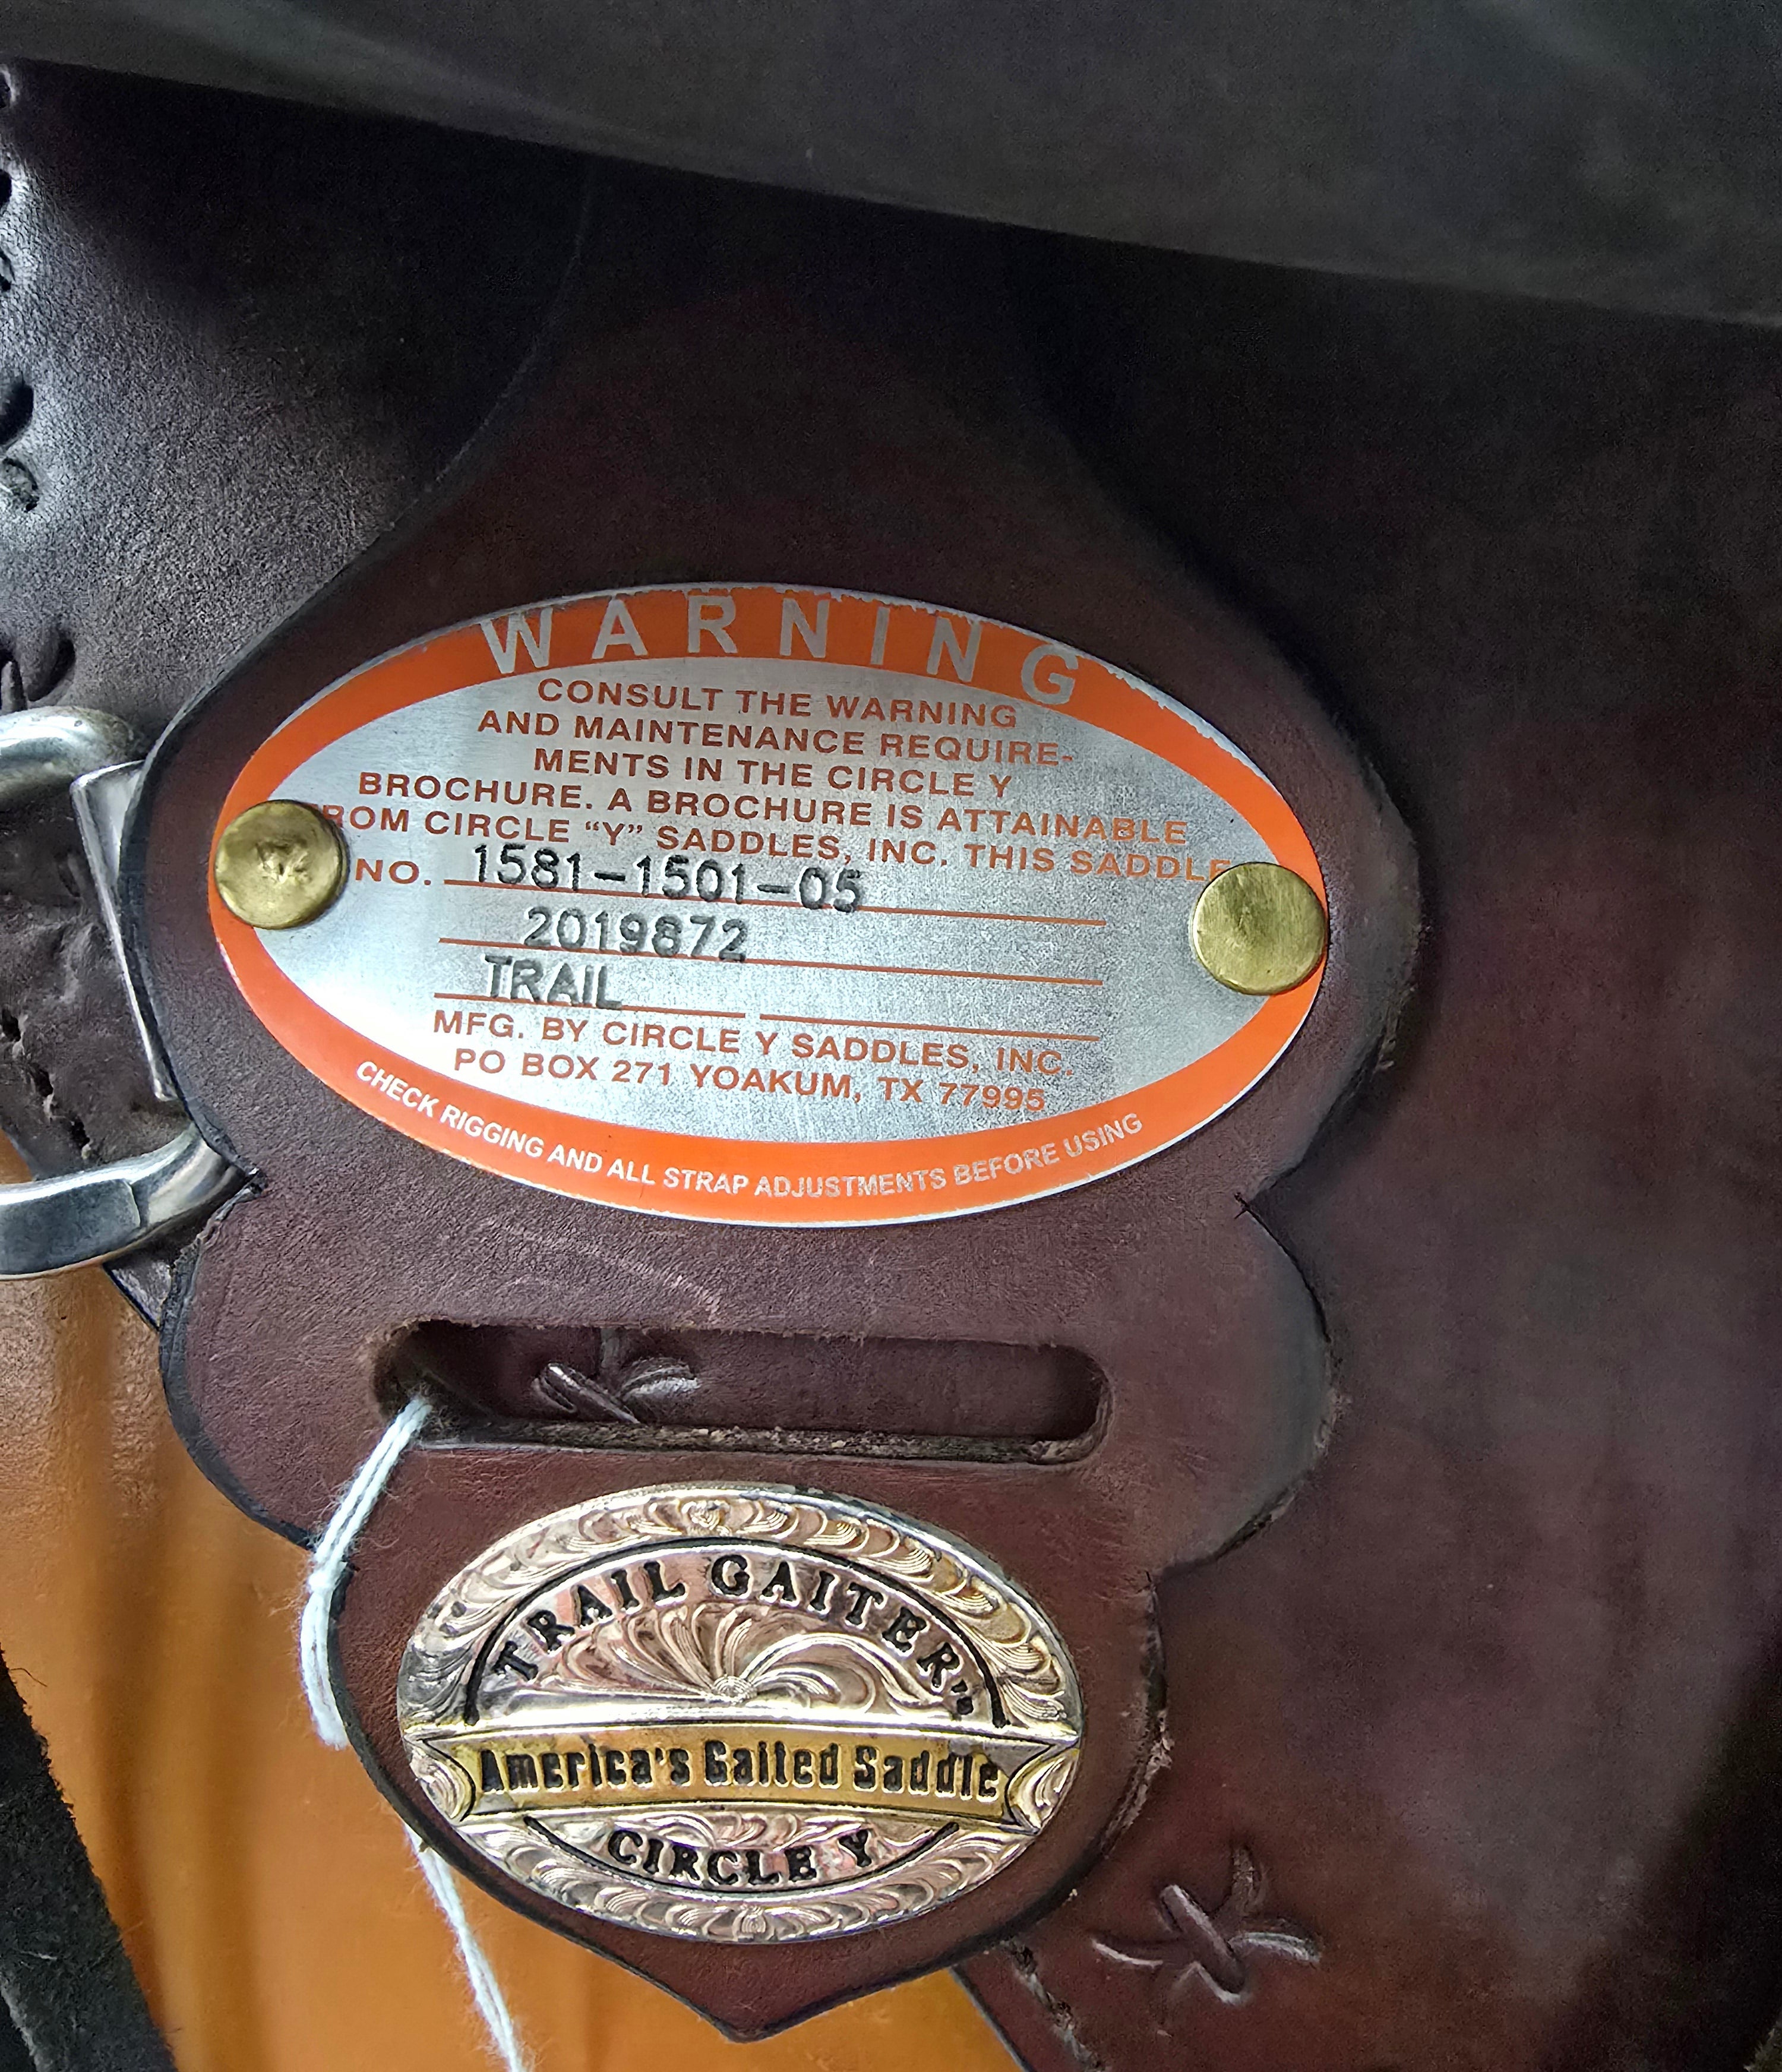 WARNING
CONSULT THE WARNING
AND MAINTENANCE REQUIRE-
MENTS IN THE CIRCLE Y
BROCHURE. A BROCHURE IS ATTAINABLE
ROM CIRCLE “Y” SADDLES, INC. THIS SADDLE
NO. 1581-1501-05
2019872
TRAIL
MFG. BY CIRCLE Y SADDLES, INC.
PO BOX 271 YOAKUM, TX 77995
CHECK RIGGING AND ALL STRAP ADJUSTMENTS BEFORE USING
TRAIL GAITER's
America's Gaited Saddle
CIRCLE Y